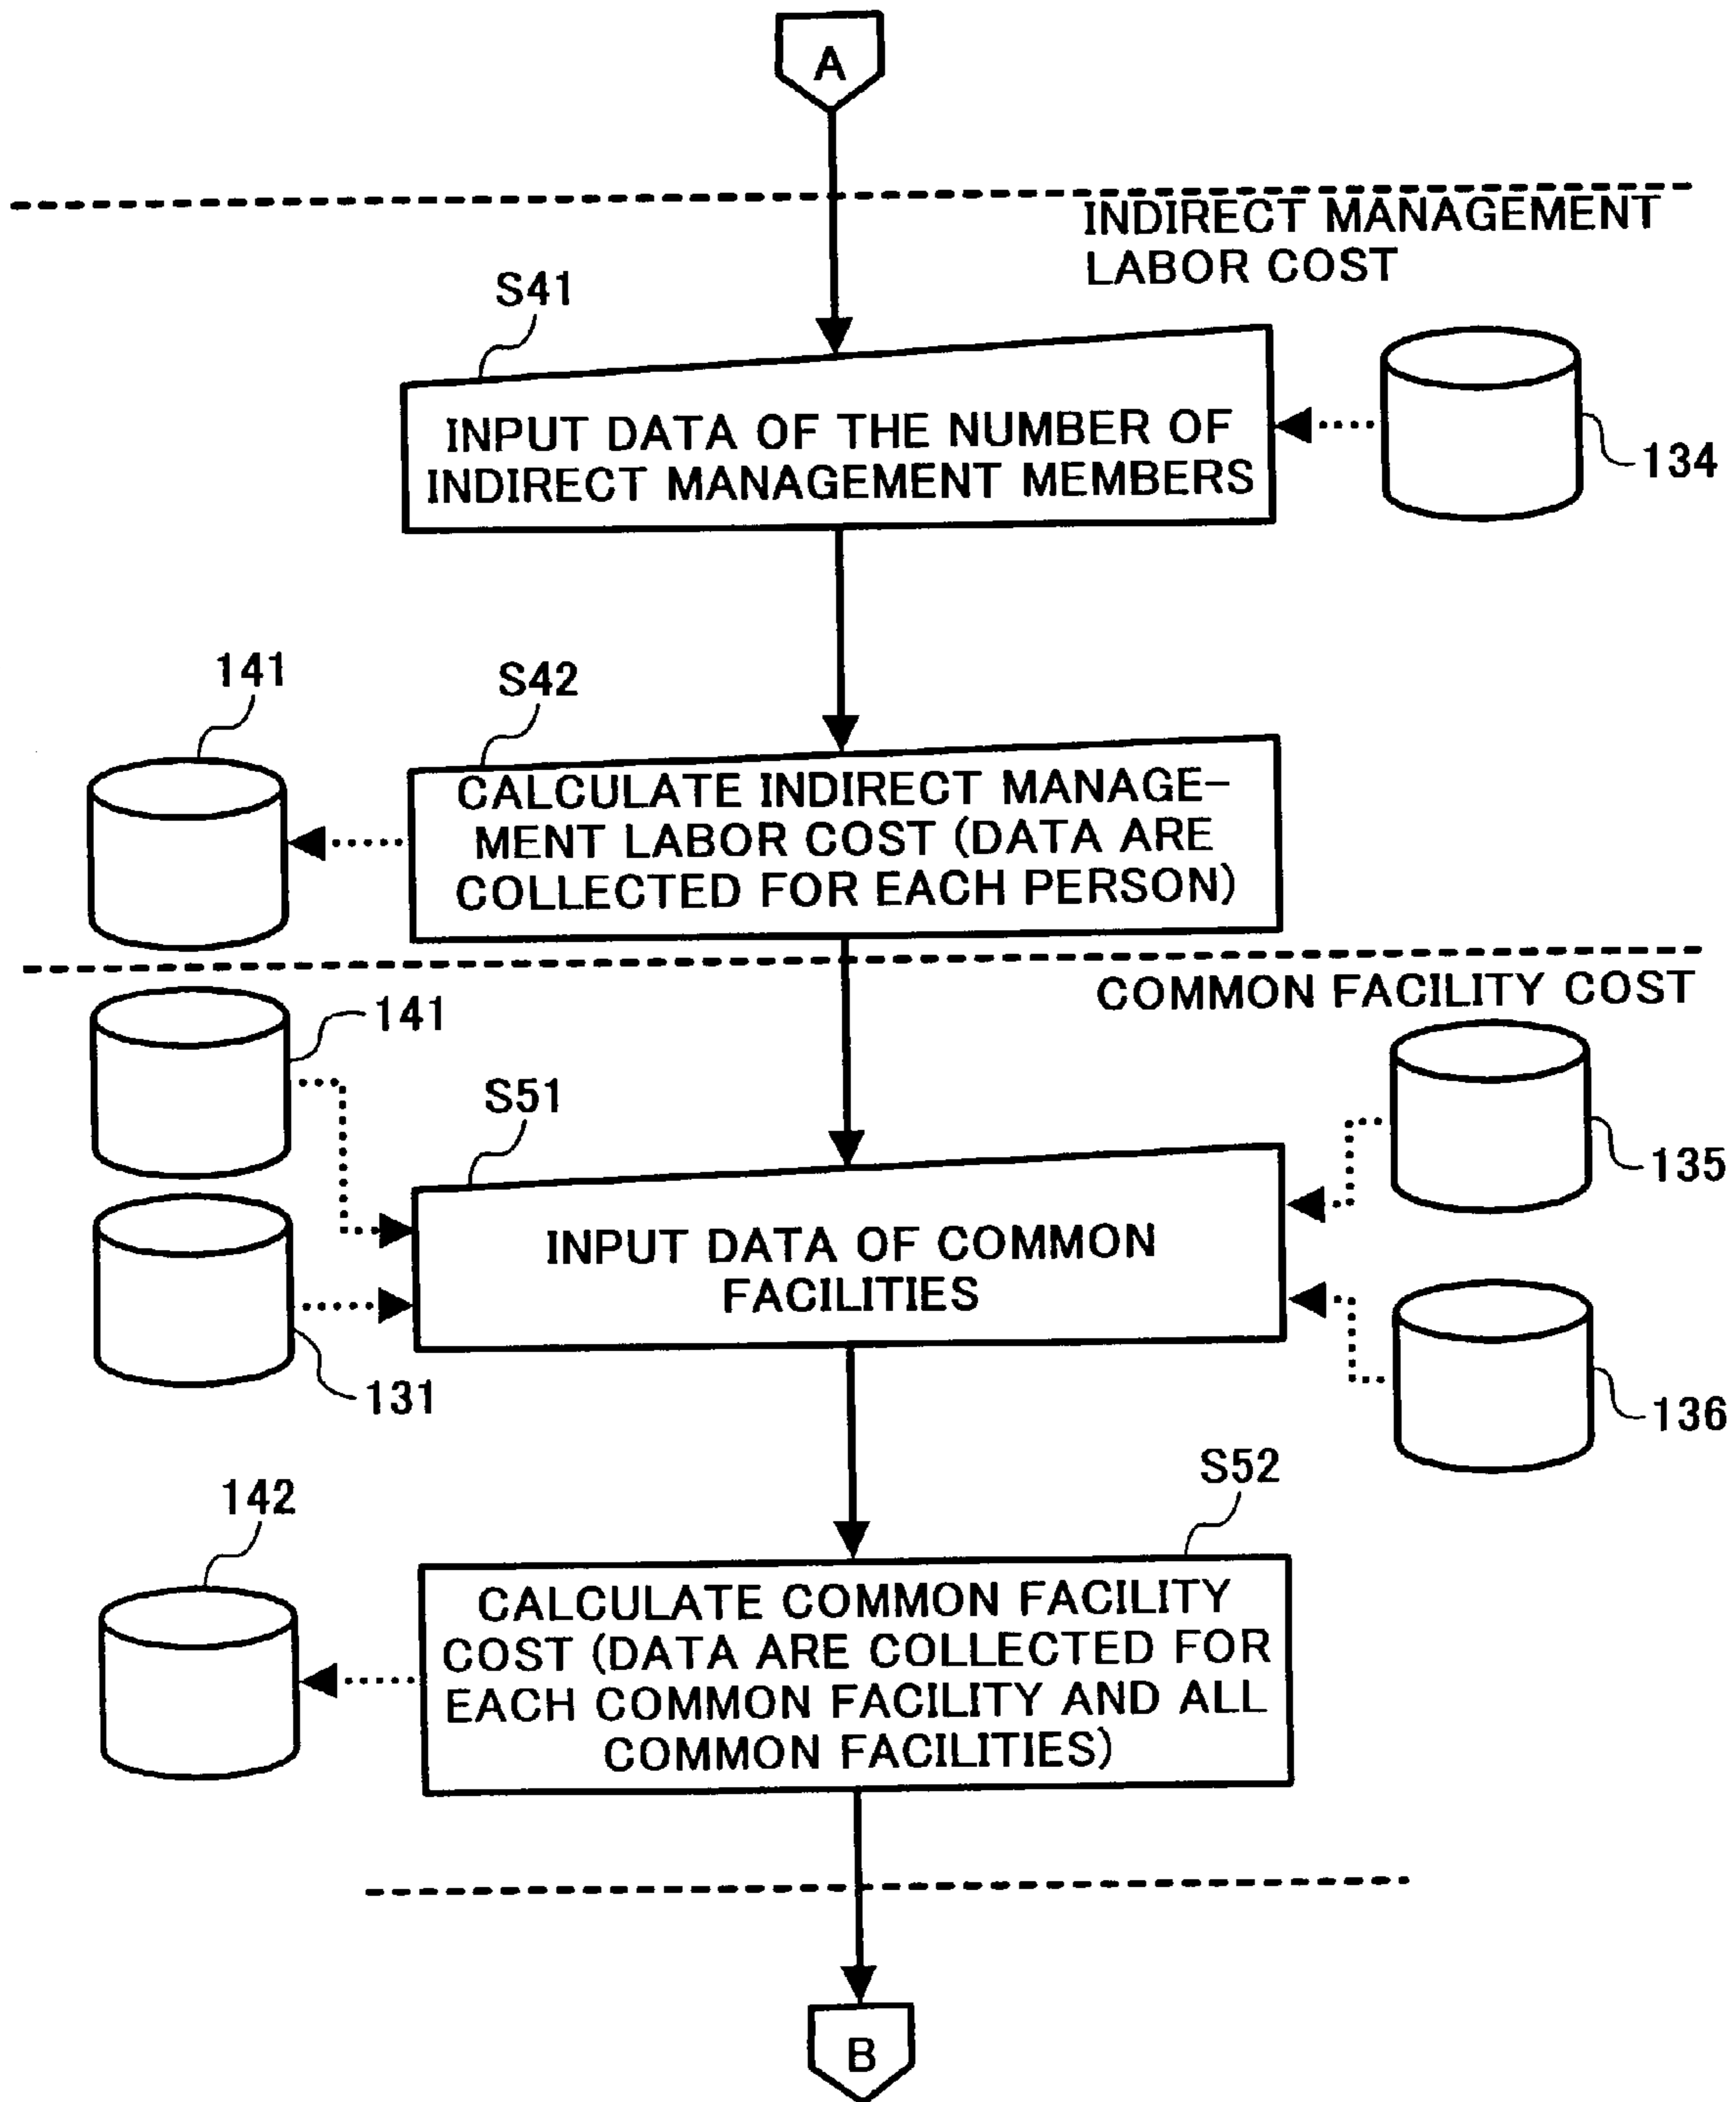 A
INDIRECT MANAGEMENT
LABOR COST
S41
INPUT DATA OF THE NUMBER OF
INDIRECT MANAGEMENT MEMBERS
134
141
S42
CALCULATE INDIRECT MANAGE-
MENT LABOR COST (DATA ARE
COLLECTED FOR EACH PERSON)
COMMON FACILITY COST
141
S51
135
INPUT DATA OF COMMON
FACILITIES
131
136
142
S52
CALCULATE COMMON FACILITY
COST (DATA ARE COLLECTED FOR
EACH COMMON FACILITY AND ALL
COMMON FACILITIES)
B